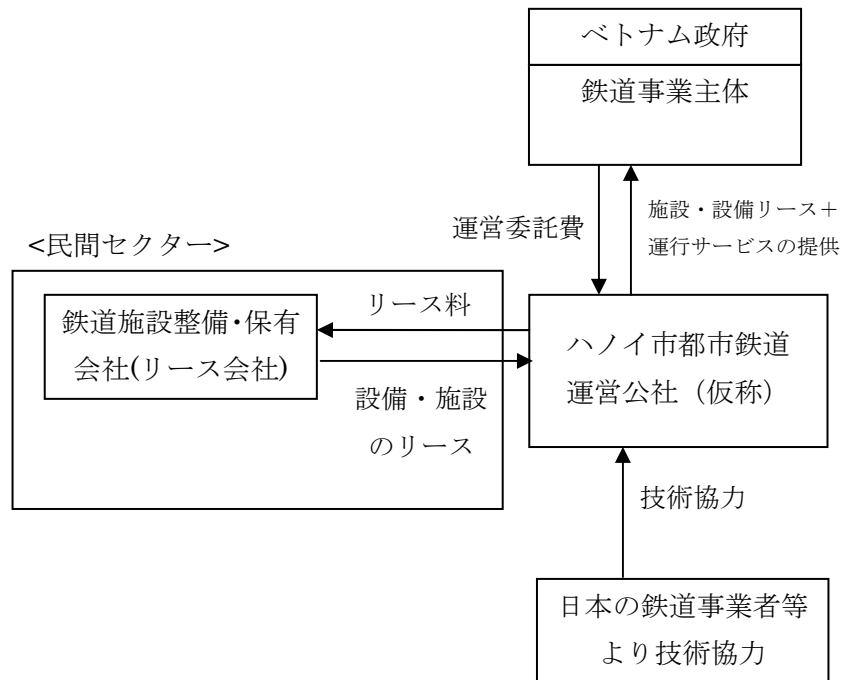 ベトナム政府
鉄道事業主体
運営委託費
施設・設備リース＋
運行サービスの提供
<民間セクター>
鉄道施設整備・保有
会社(リース会社)
リース料
設備・施設
のリース
ハノイ市都市鉄道
運営公社（仮称）
技術協力
日本の鉄道事業者等
より技術協力